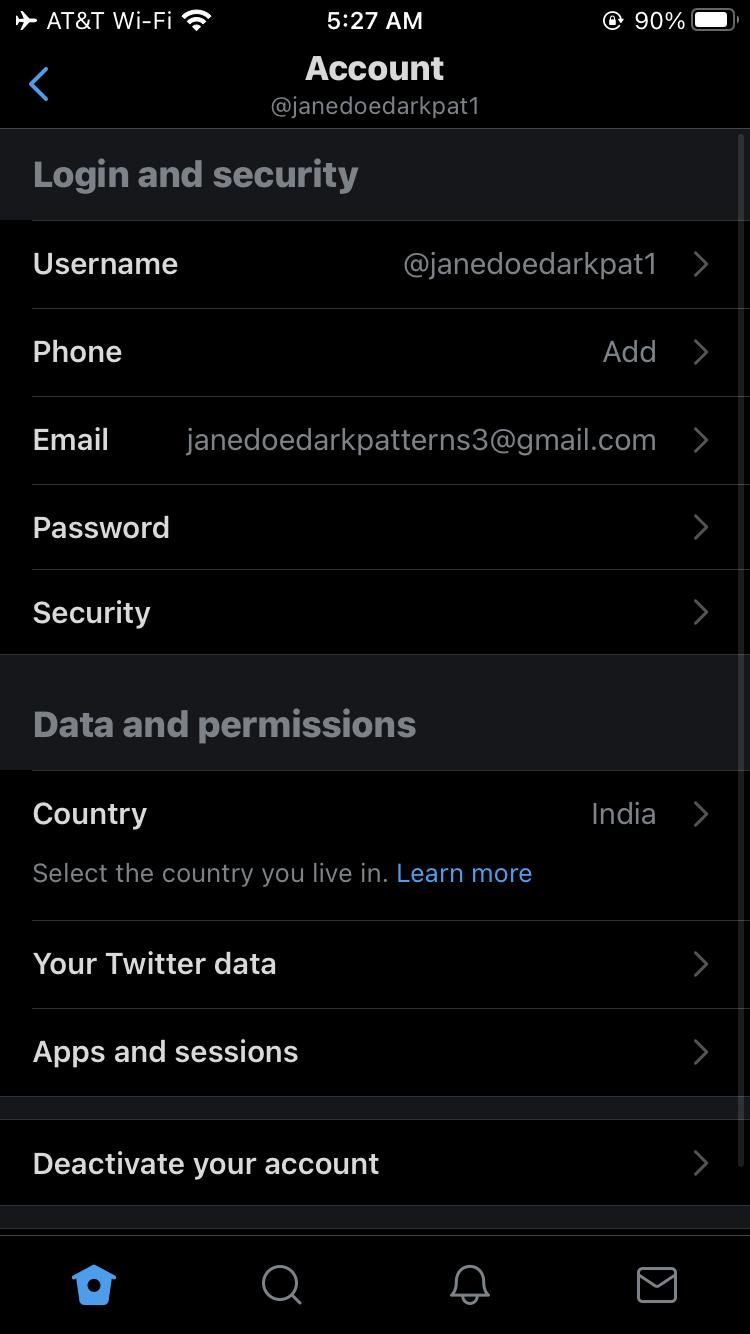 AT&T Wi-Fi 5:27 AM 90%
Account
@janedoedarkpat1
Login and security
Username @janedoedarkpat1
Phone Add
Email janedoedarkpatterns3@gmail.com
Password
Security
Data and permissions
Country India
Select the country you live in. Learn more
Your Twitter data
Apps and sessions
Deactivate your account